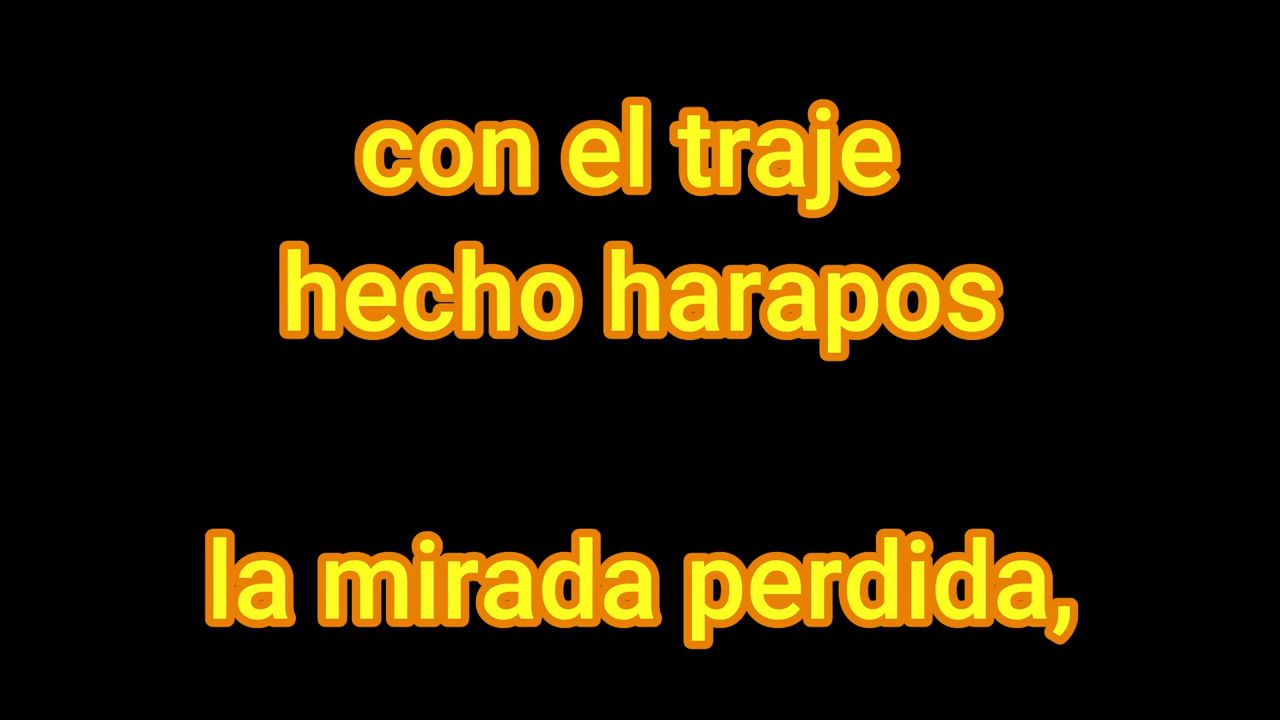 con el traje
hecho harapos
la mirada perdida,